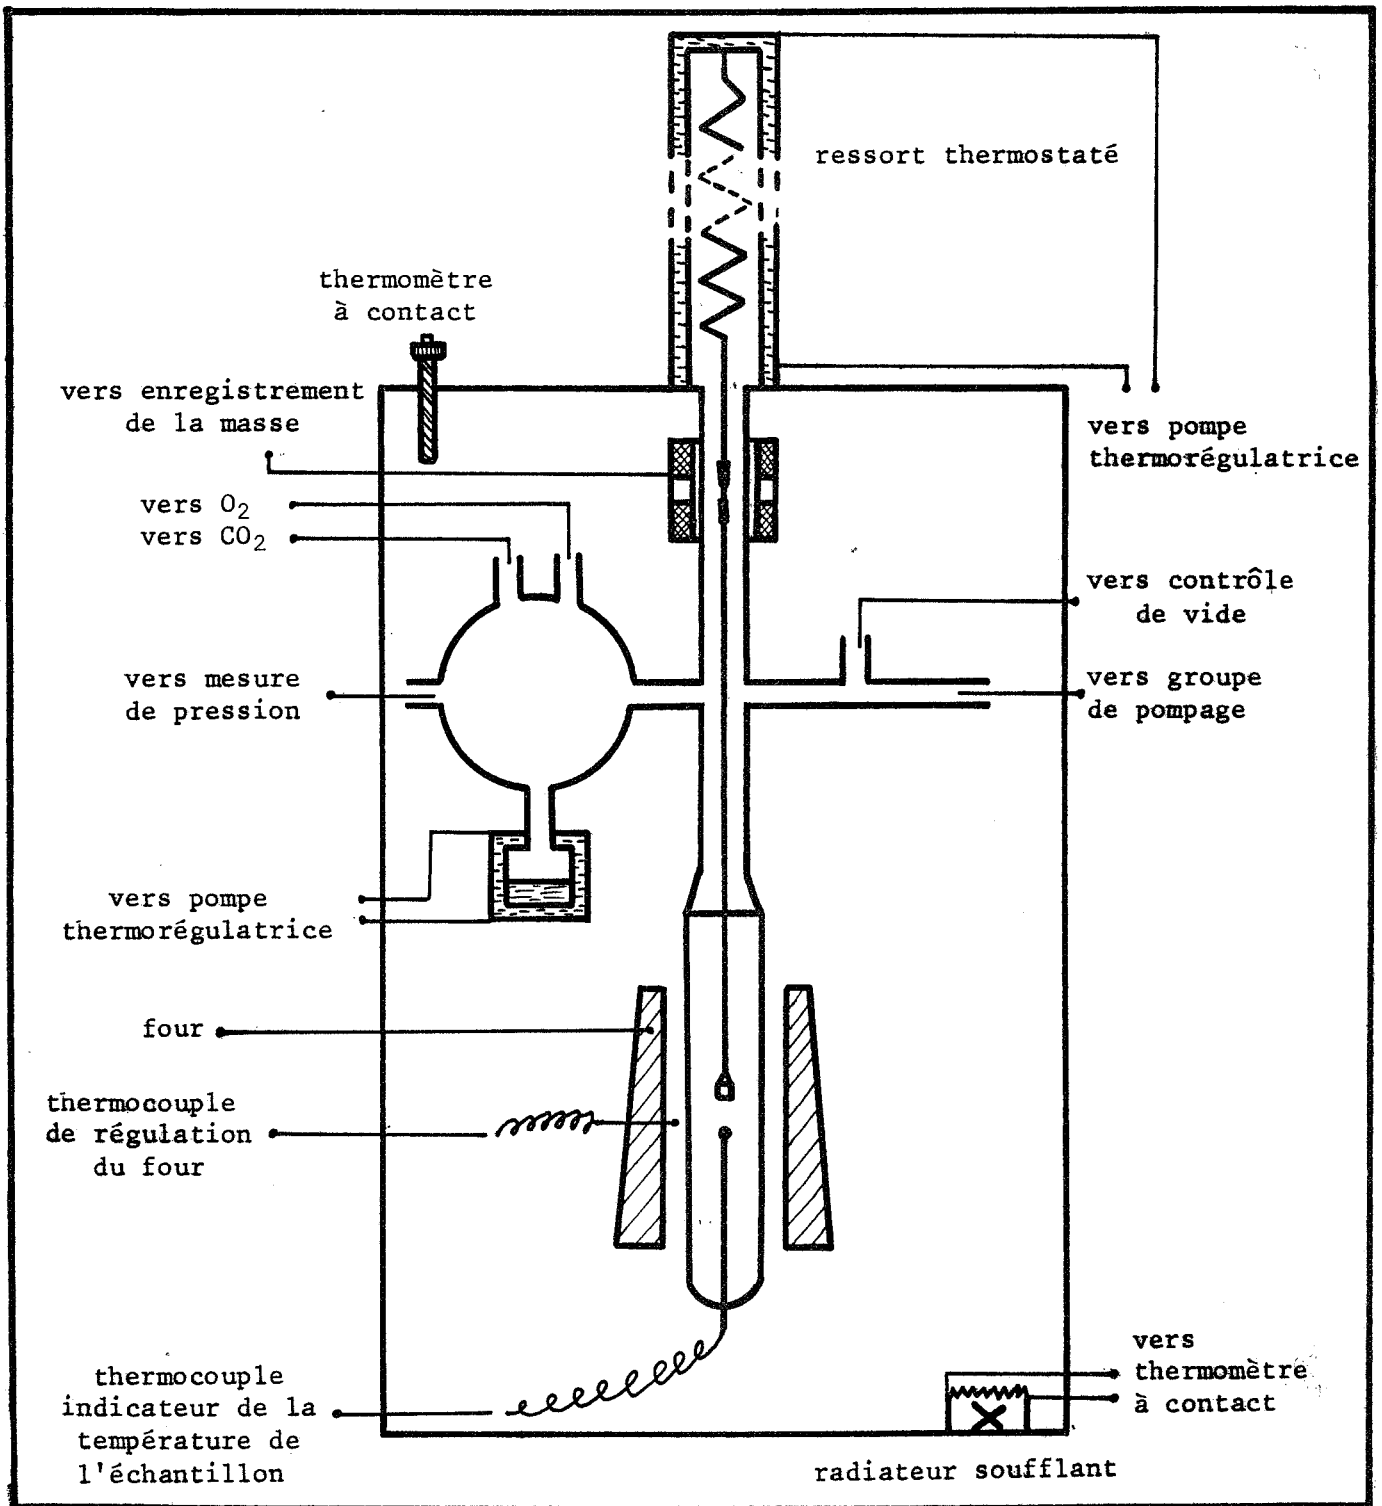 ressort thermostaté
thermomètre
à contact
vers enregistrement
de la masse
vers pompe
thermorégulatrice
vers O₂
vers CO₂
vers contrôle
de vide
vers mesure
de pression
vers groupe
de pompage
vers pompe
thermorégulatrice
four
thermocouple
de régulation
du four
thermocouple
indicateur de la
température de
l'échantillon
vers
thermomètre
à contact
radiateur soufflant